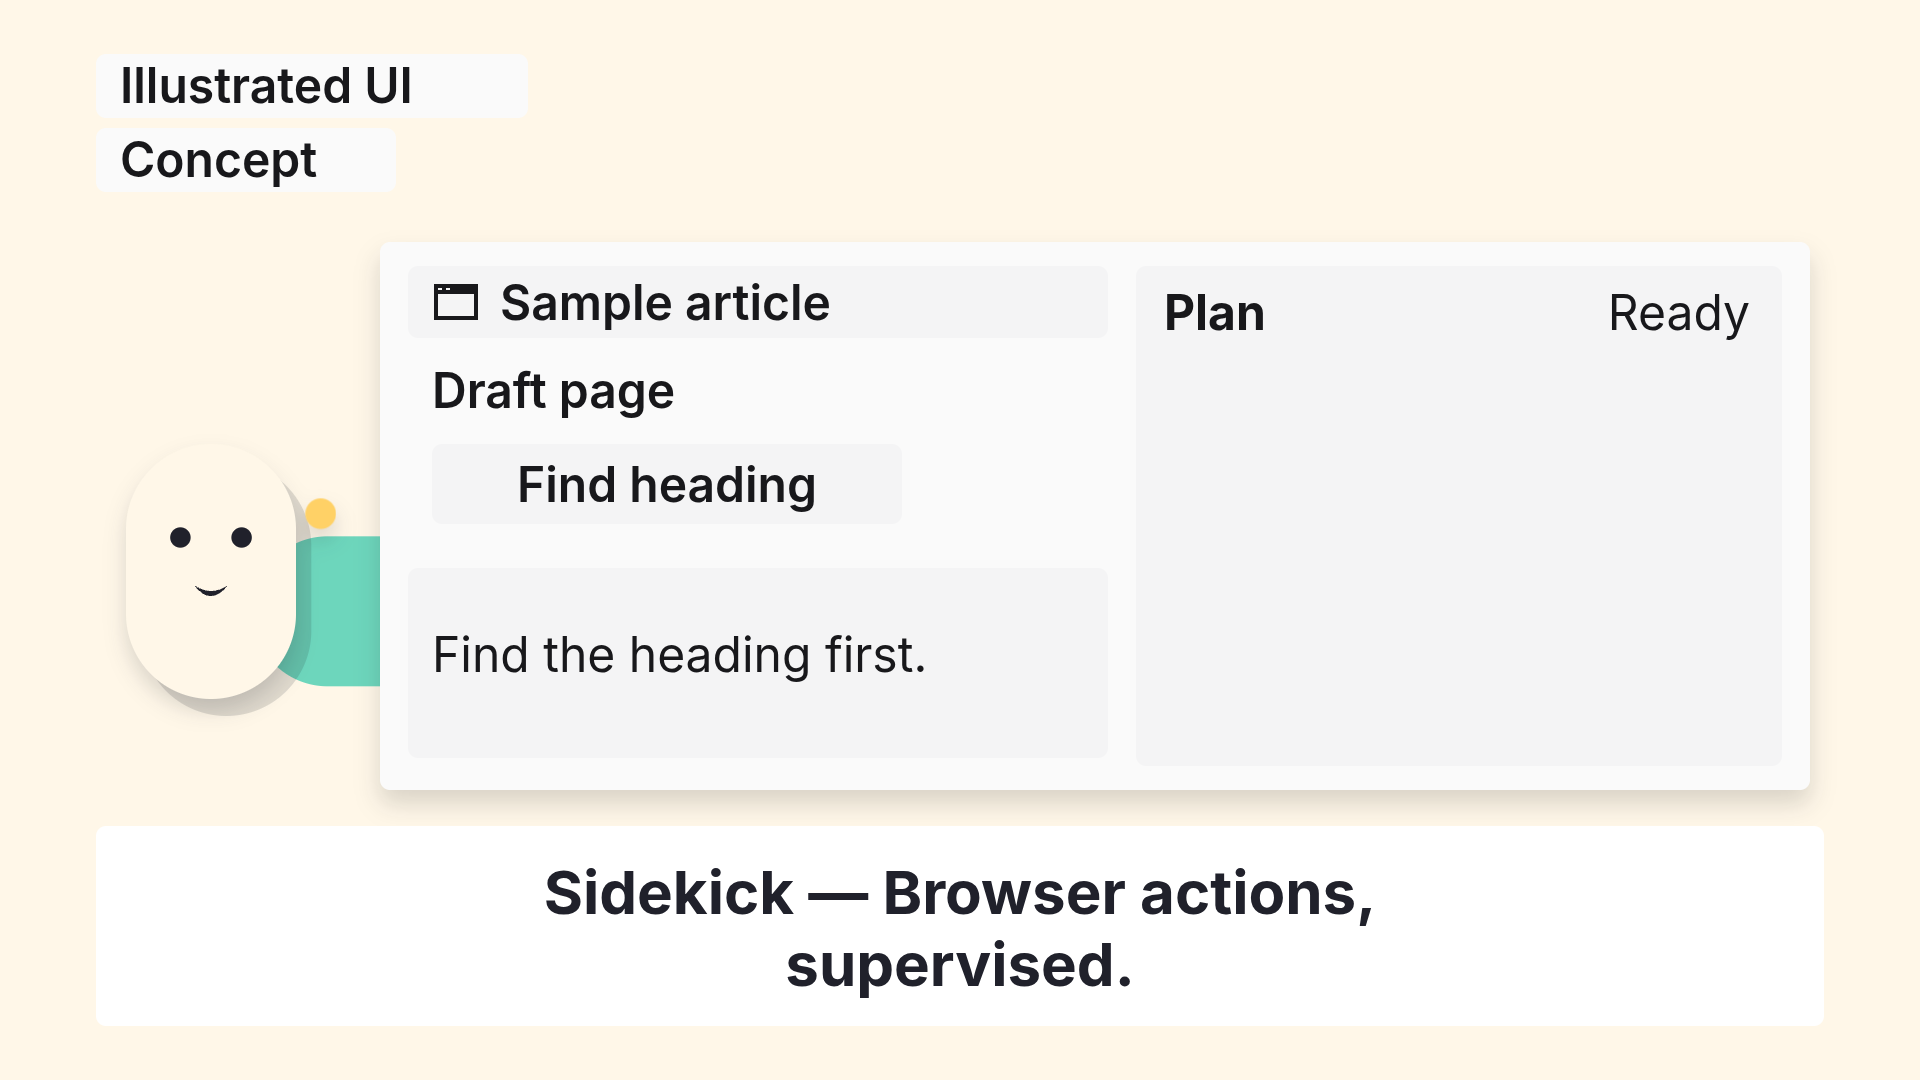 Illustrated UI
Concept
Sample article
Draft page
Find heading
Find the heading first.
Plan
Ready
Sidekick — Browser actions,
supervised.